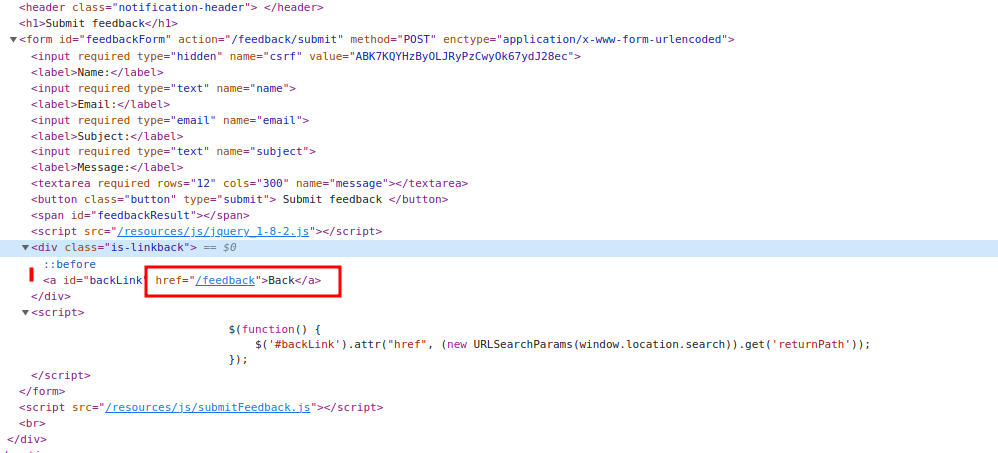 <header class="notification-header"> </header>
<h1>Submit feedback</h1>
<form id="feedbackForm" action="/feedback/submit" method="POST" enctype="application/x-www-form-urlencoded">
<input required type="hidden" name="csrf" value="ABK7KQYHzByOLJRyPzCwyOk67ydJ28ec">
<label>Name:</label>
<input required type="text" name="name">
<label>Email:</label>
<input required type="email" name="email">
<label>Subject:</label>
<input required type="text" name="subject">
<label>Message:</label>
<textarea required rows="12" cols="300" name="message"></textarea>
<button class="button" type="submit"> Submit feedback </button>
<span id="feedbackResult"></span>
<script src="/resources/js/jquery_1-8-2.js"></script>
<div class="is-linkback"> == $0
::before
<a id="backLink" href="/feedback">Back</a>
</div>
<script>
$(function() {
$('#backLink').attr("href", (new URLSearchParams(window.location.search)).get('returnPath'));
});
</script>
</form>
<script src="/resources/js/submitFeedback.js"></script>
<br>
</div>